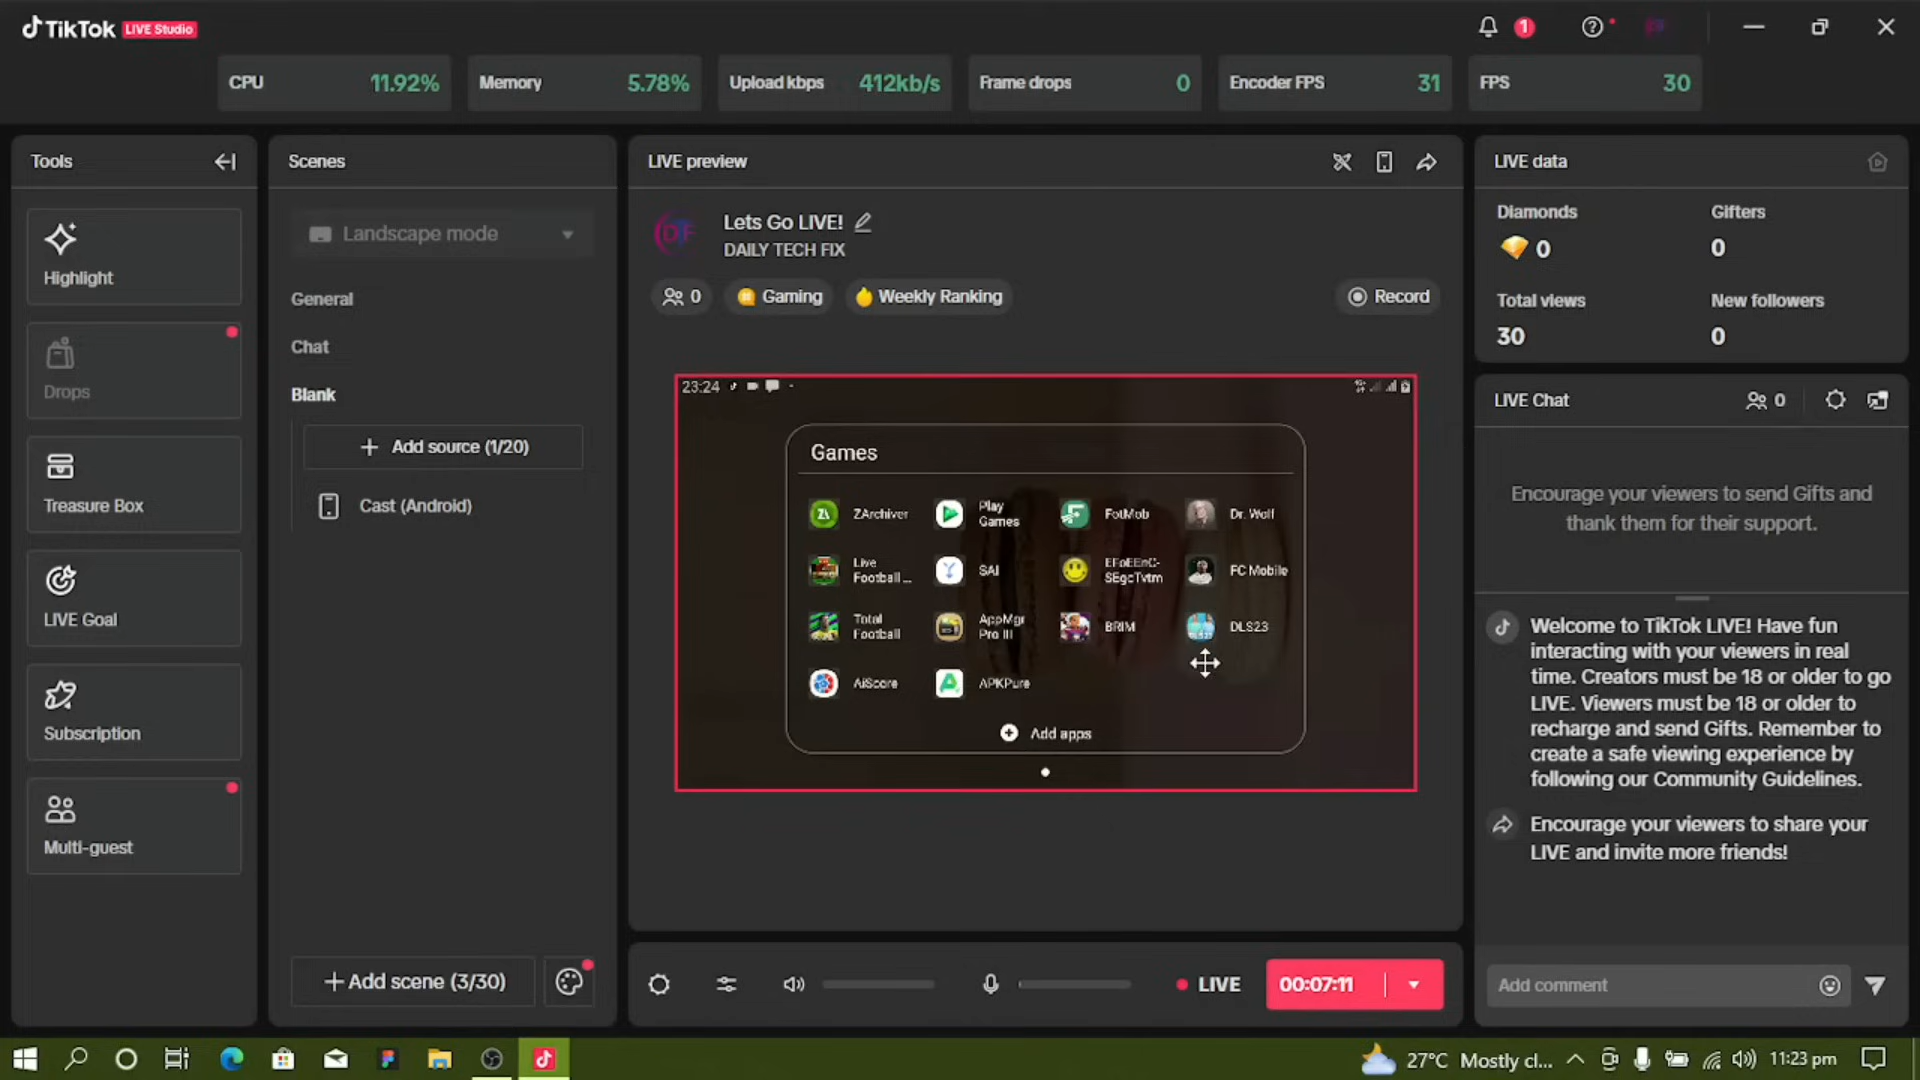 TikTok LIVE Studio
1
CPU 11.92%
Memory 5.78%
Upload kbps 412kb/s
Frame drops 0
Encoder FPS 31
FPS 30
Tools
Highlight
Drops
Treasure Box
LIVE Goal
Subscription
Multi-guest
Scenes
Landscape mode
General
Chat
Blank
Add source (1/20)
Cast (Android)
Add scene (3/30)
LIVE preview
DF
Lets Go LIVE!
DAILY TECH FIX
0
Gaming
Weekly Ranking
Record
23:24
Games
ZArchiver
Play Games
FotMob
Dr. Wolf
Live Football ...
SAI
FC Mobile
Total Football
AppMgr Pro III
BRIM
DLS23
AiScore
APKPure
Add apps
LIVE
00:07:11
LIVE data
Diamonds
0
Gifters
0
Total views
30
New followers
0
LIVE Chat
0
Encourage your viewers to send Gifts and
thank them for their support.
Welcome to TikTok LIVE! Have fun
interacting with your viewers in real
time. Creators must be 18 or older to go
LIVE. Viewers must be 18 or older to
recharge and send Gifts. Remember to
create a safe viewing experience by
following our Community Guidelines.
Encourage your viewers to share your
LIVE and invite more friends!
Add comment
27°C Mostly cl...
11:23 pm